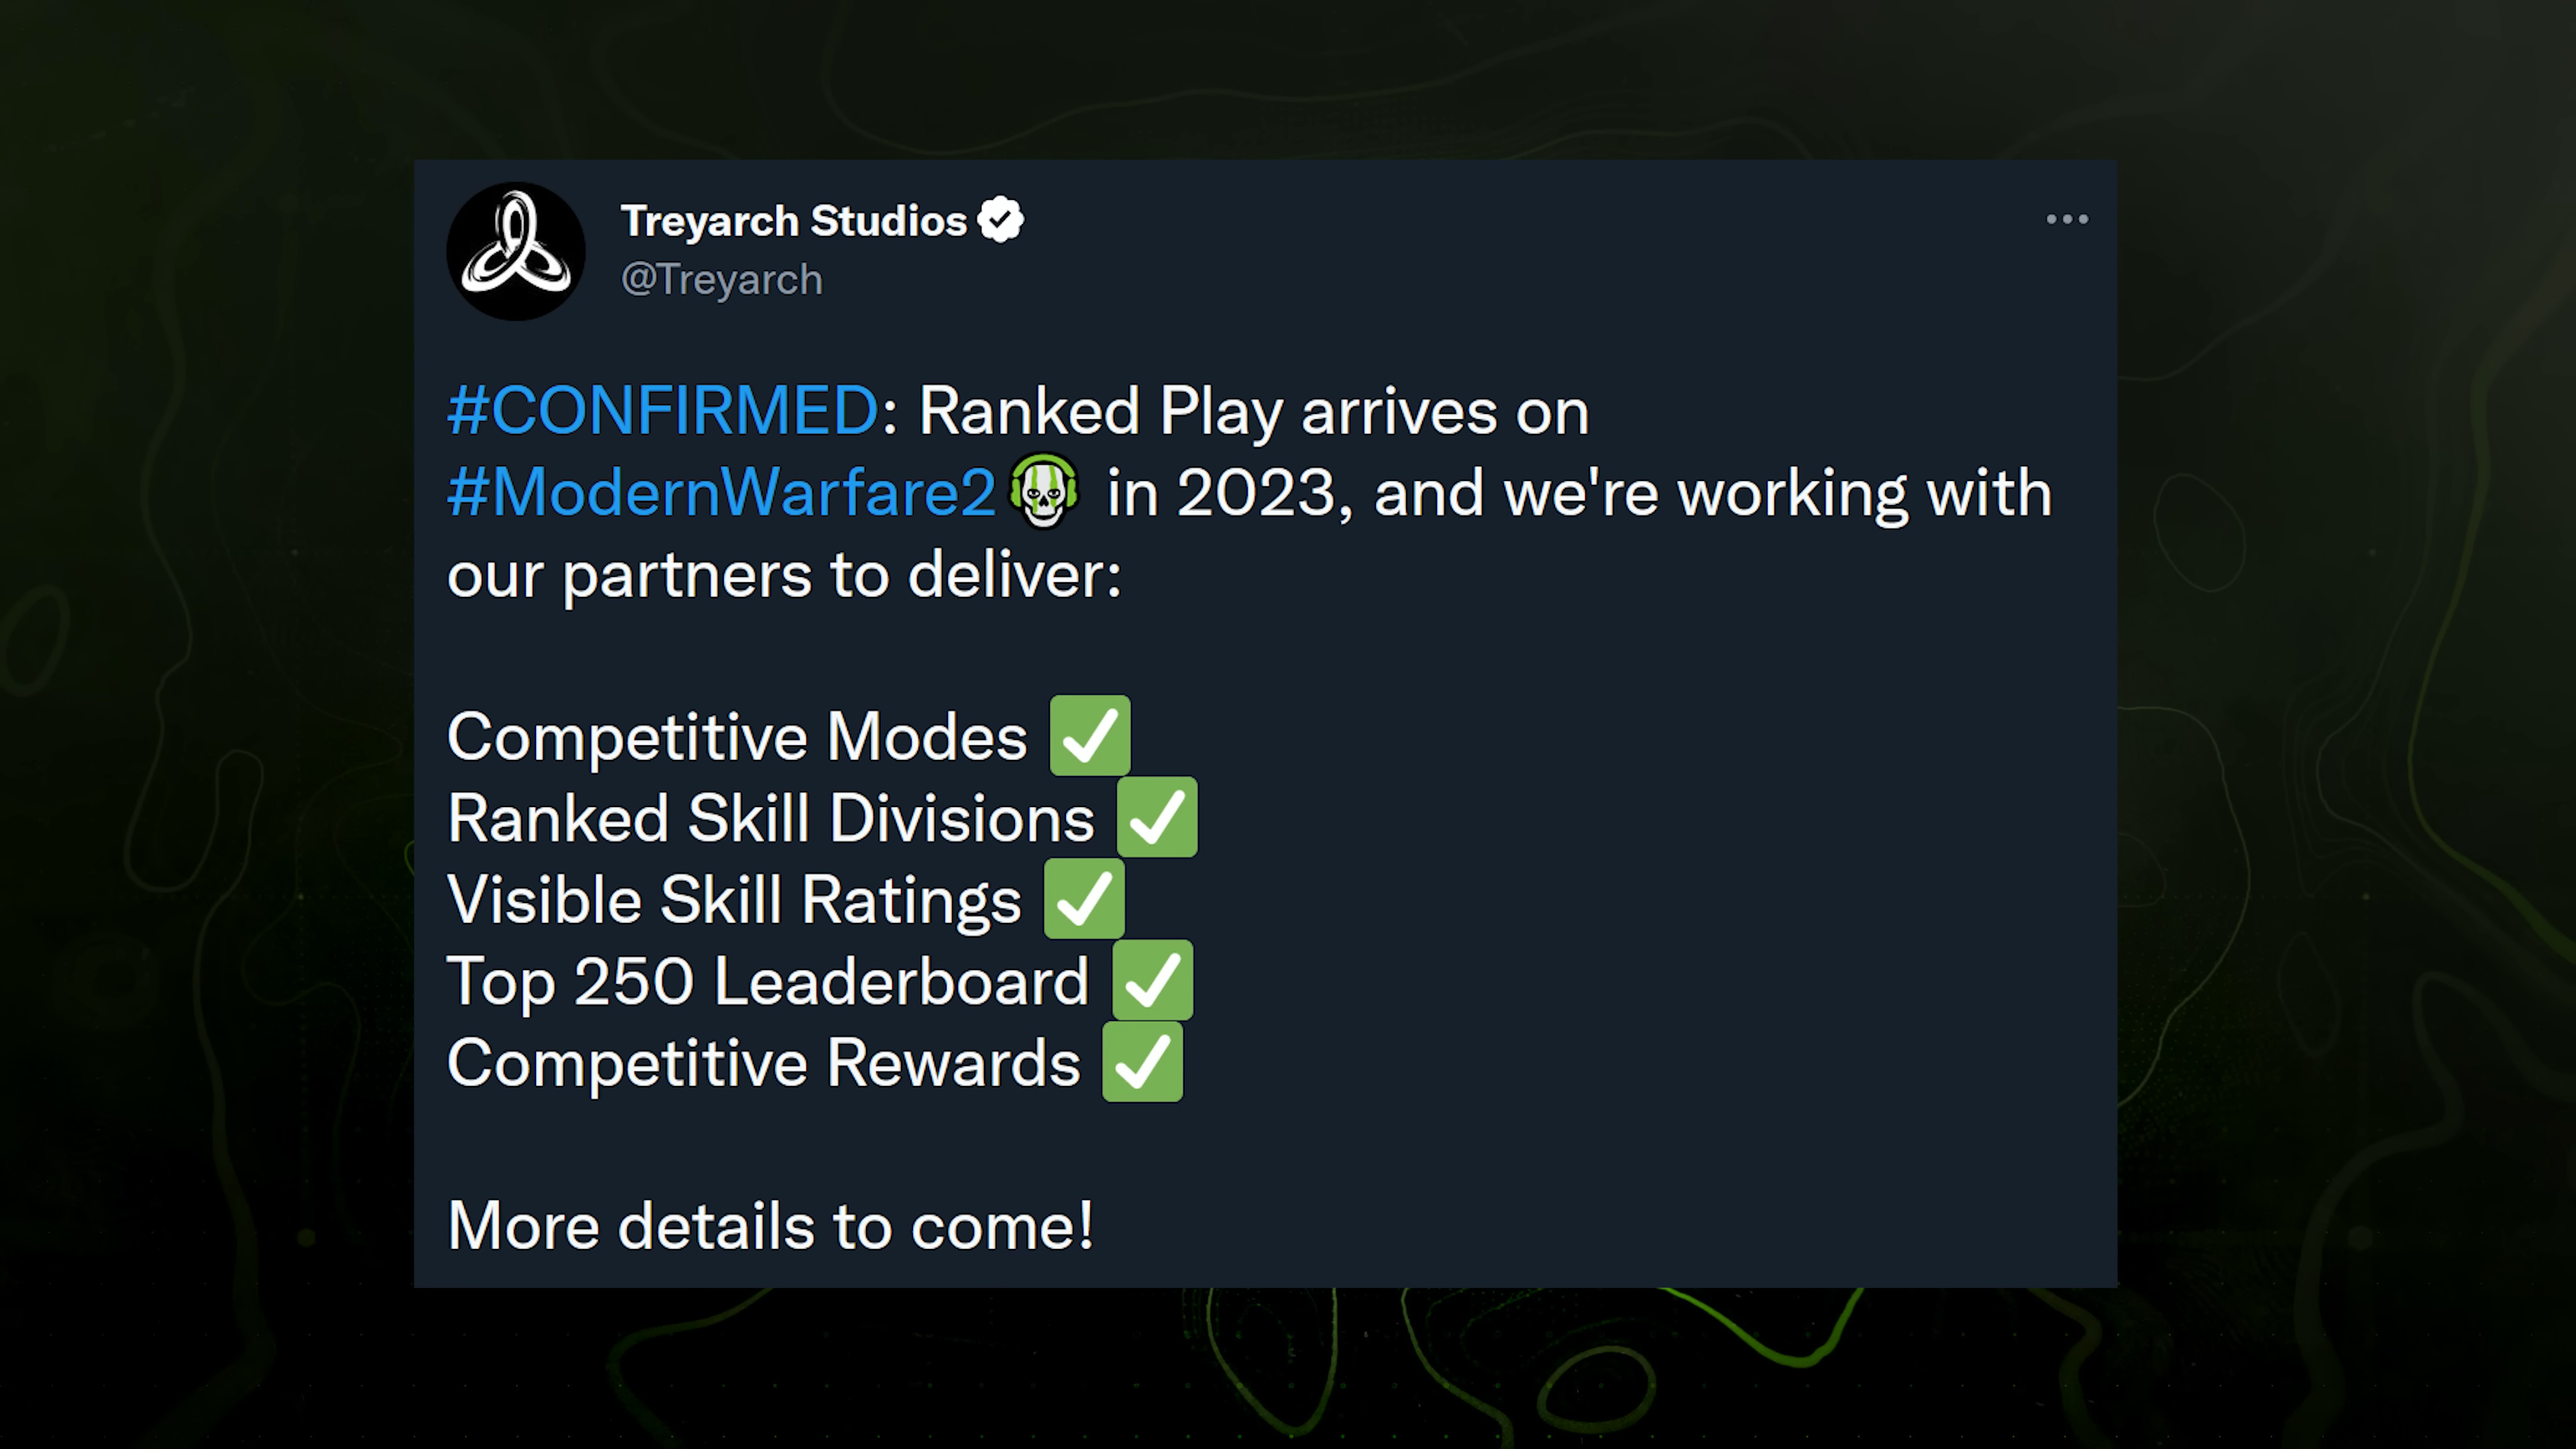 Treyarch Studios
@Treyarch
#CONFIRMED: Ranked Play arrives on
#ModernWarfare2 in 2023, and we're working with
our partners to deliver:
Competitive Modes ✅
Ranked Skill Divisions ✅
Visible Skill Ratings ✅
Top 250 Leaderboard ✅
Competitive Rewards ✅
More details to come!